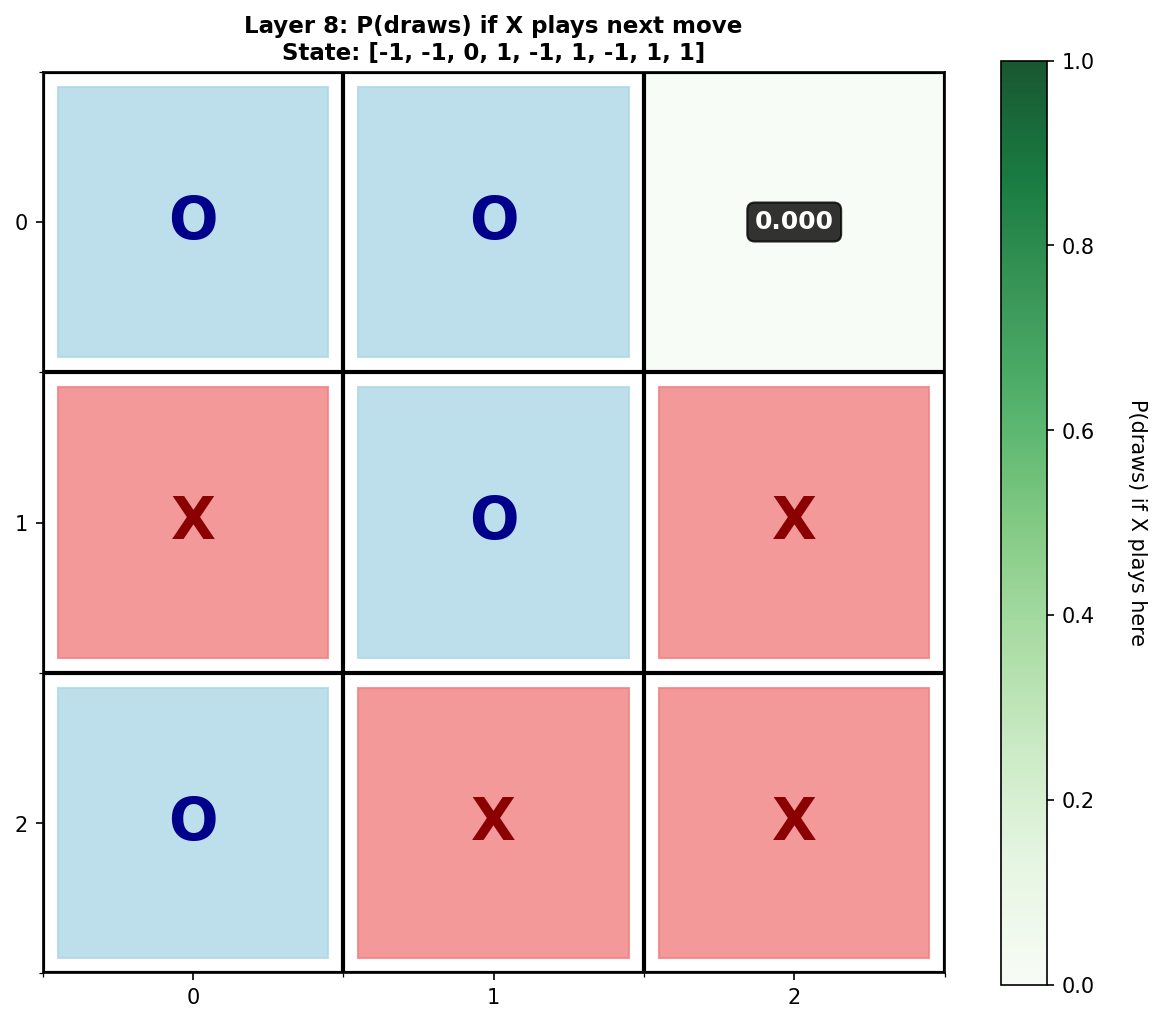 Layer 8: P(draws) if X plays next move
State: [-1, -1, 0, 1, -1, 1, -1, 1, 1]
O
O
0.000
X
O
X
O
X
X
0
1
2
0
1
2
1.0
0.8
0.6
0.4
0.2
0.0
P(draws) if X plays here